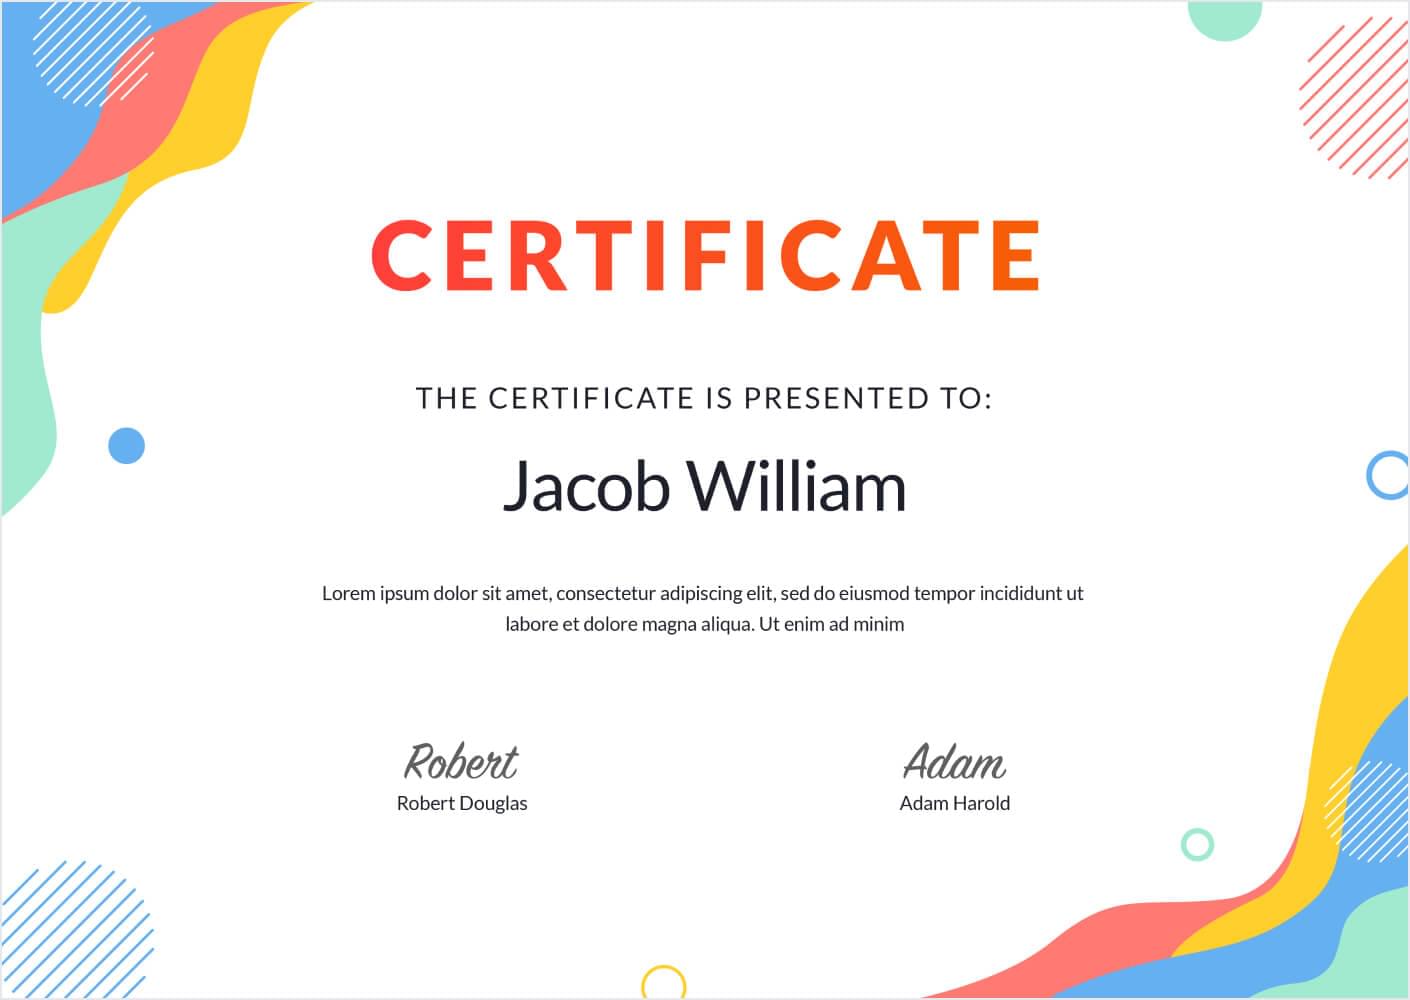 CERTIFICATE
THE CERTIFICATE IS PRESENTED TO:
Jacob William
Lorem ipsum dolor sit amet, consectetur adipiscing elit, sed do eiusmod tempor incididunt ut
labore et dolore magna aliqua. Ut enim ad minim
Robert
Robert Douglas
Adam
Adam Harold